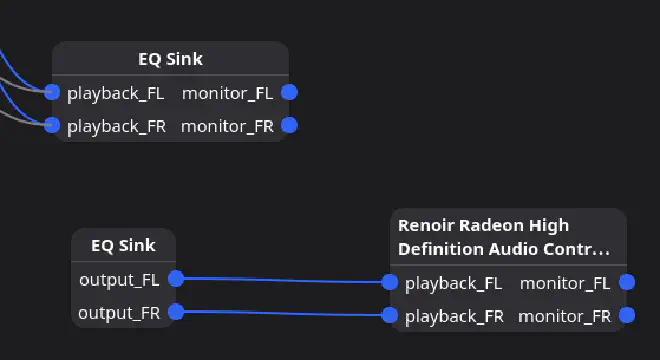 EQ Sink
playback_FL monitor_FL
playback_FR monitor_FR
EQ Sink
output_FL
output_FR
Renoir Radeon High
Definition Audio Contr...
playback_FL monitor_FL
playback_FR monitor_FR